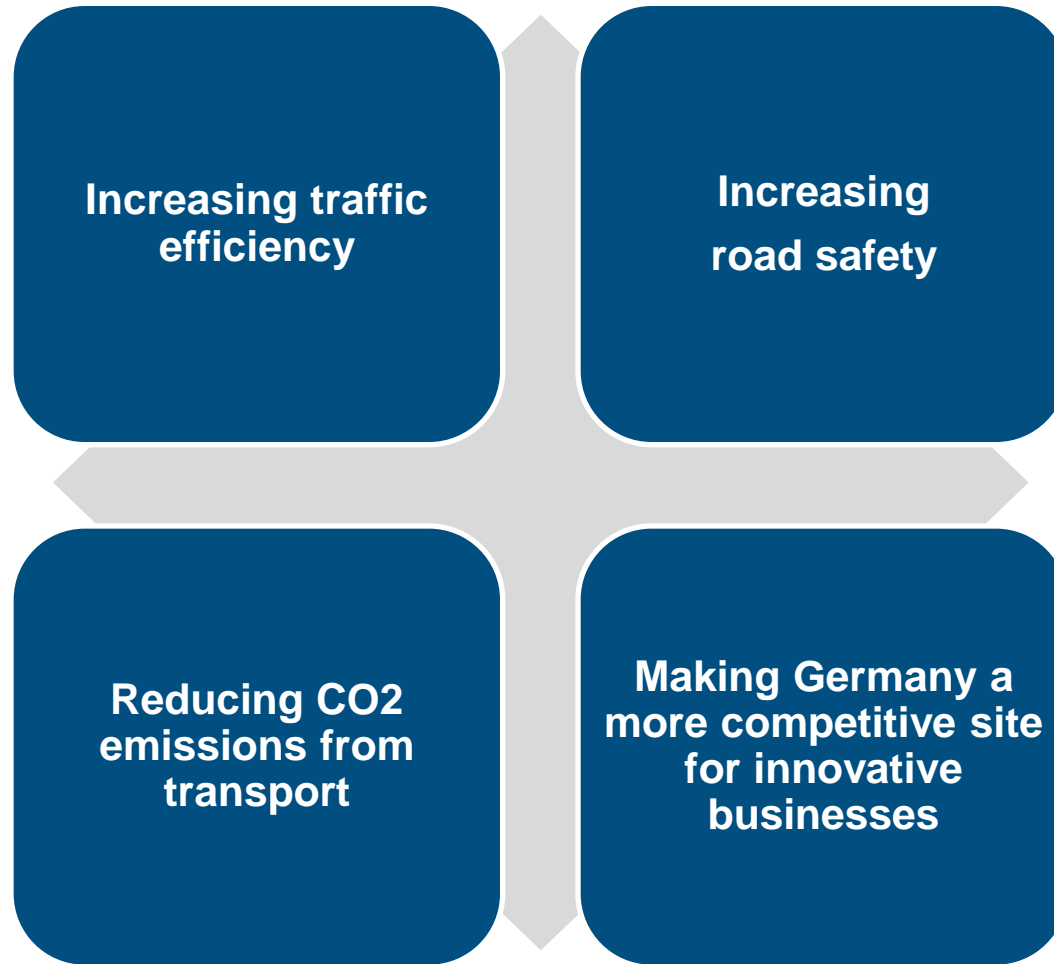 Increasing traffic
efficiency
Increasing
road safety
Reducing CO2
emissions from
transport
Making Germany a
more competitive site
for innovative
businesses